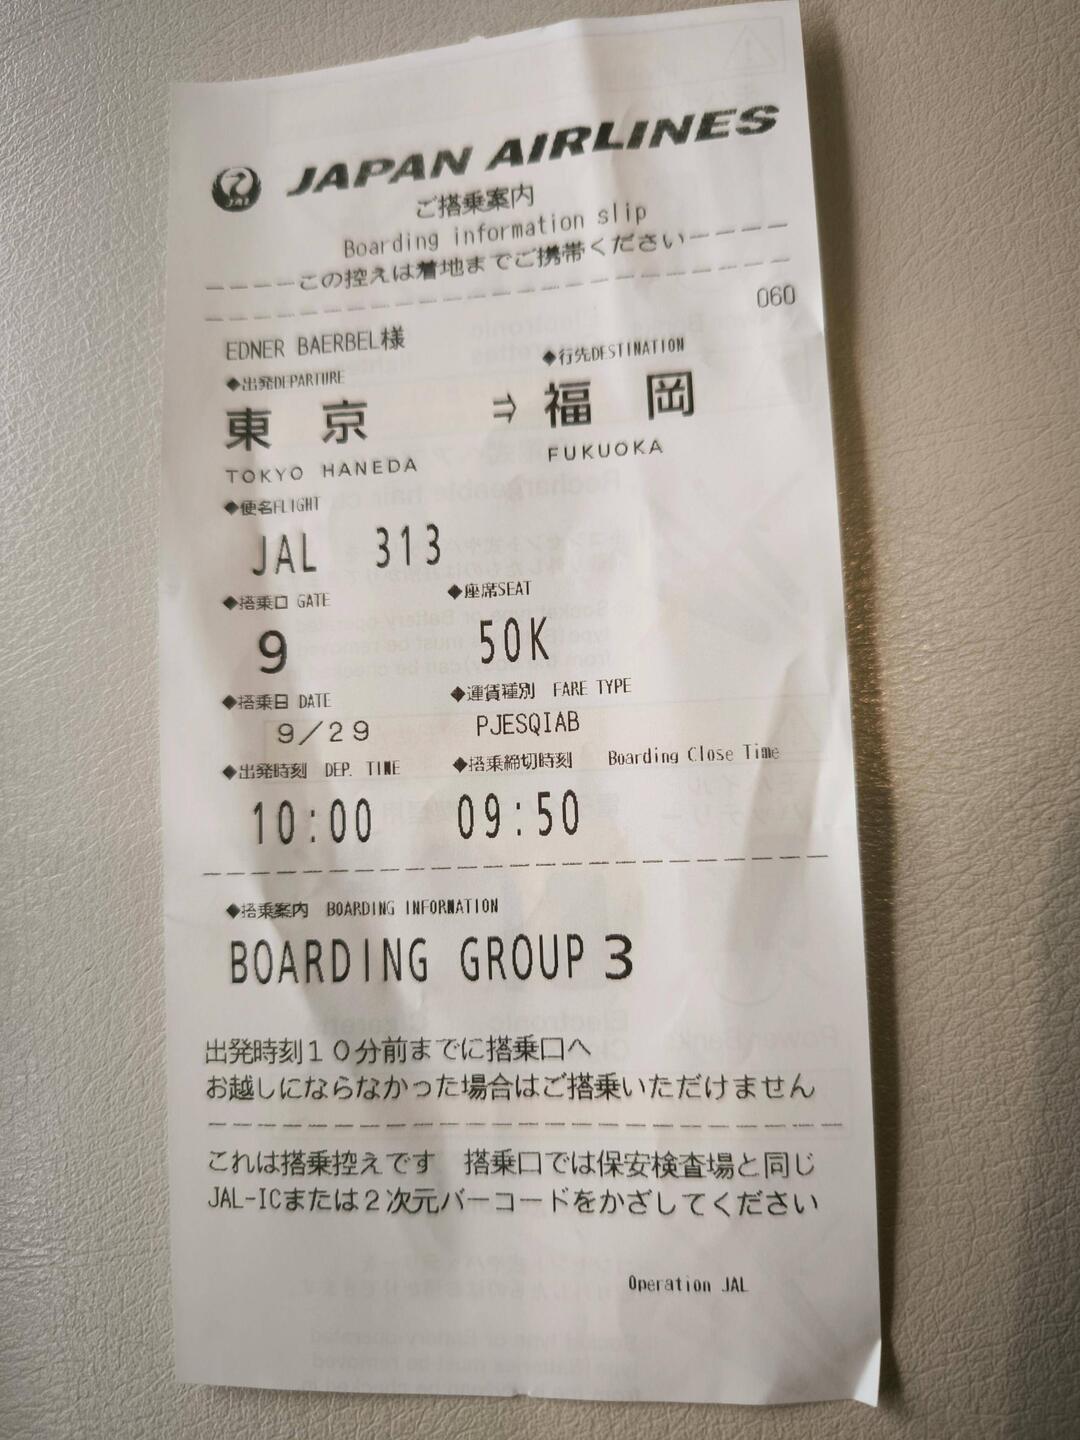 JAL JAPAN AIRLINES
ご搭乗案内
Boarding information slip
----この控えは着地までご携帯ください----
060
EDNER BAERBEL様
◆出発DEPARTURE ◆行先DESTINATION
東京 ⇒ 福岡
TOKYO HANEDA FUKUOKA
◆便名FLIGHT
JAL 313
◆搭乗口 GATE ◆座席SEAT
9 50K
◆搭乗日 DATE ◆運賃種別 FARE TYPE
9/29 PJESQIAB
◆出発時刻 DEP. TIME ◆搭乗締切時刻 Boarding Close Time
10:00 09:50
◆搭乗案内 BOARDING INFORMATION
BOARDING GROUP 3
出発時刻10分前までに搭乗口へ
お越しにならなかった場合はご搭乗いただけません
これは搭乗控えです 搭乗口では保安検査場と同じ
JAL-ICまたは2次元バーコードをかざしてください
Operation JAL